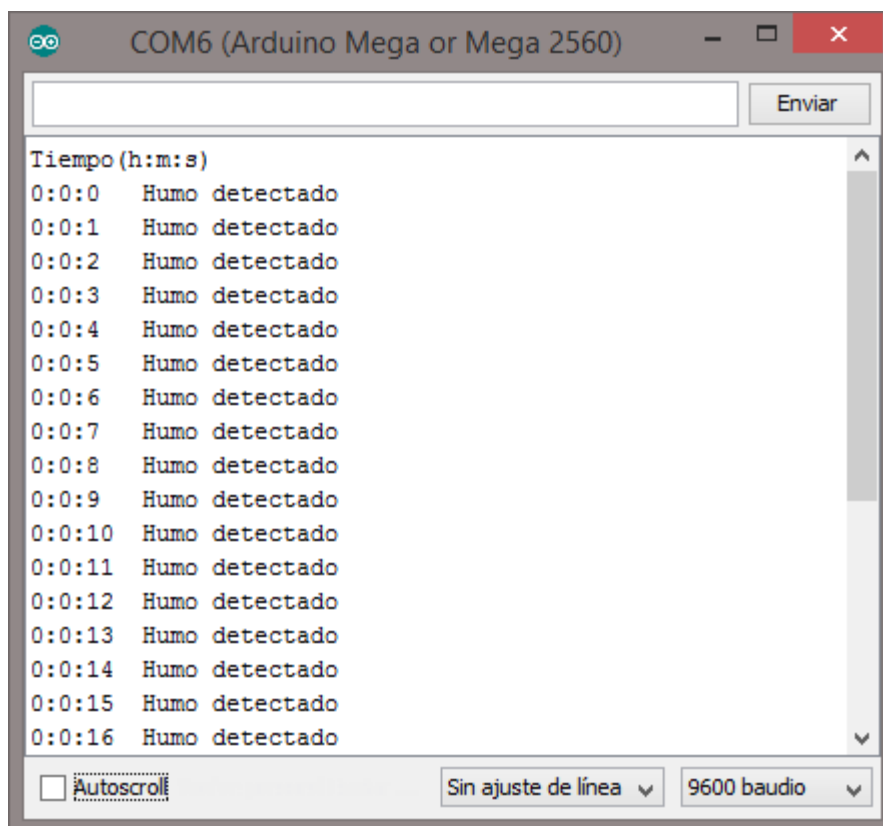 COM6 (Arduino Mega or Mega 2560)
Enviar
Tiempo(h:m:s)
0:0:0 Humo detectado
0:0:1 Humo detectado
0:0:2 Humo detectado
0:0:3 Humo detectado
0:0:4 Humo detectado
0:0:5 Humo detectado
0:0:6 Humo detectado
0:0:7 Humo detectado
0:0:8 Humo detectado
0:0:9 Humo detectado
0:0:10 Humo detectado
0:0:11 Humo detectado
0:0:12 Humo detectado
0:0:13 Humo detectado
0:0:14 Humo detectado
0:0:15 Humo detectado
0:0:16 Humo detectado
Autoscroll Sin ajuste de línea 9600 baudio